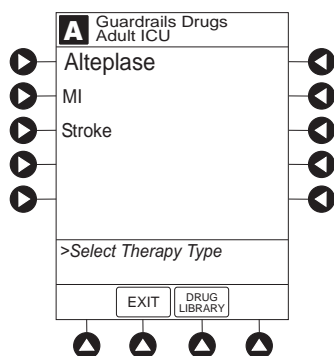 A Guardrails Drugs
Adult ICU
Alteplase
MI
Stroke
>Select Therapy Type
EXIT
DRUG
LIBRARY